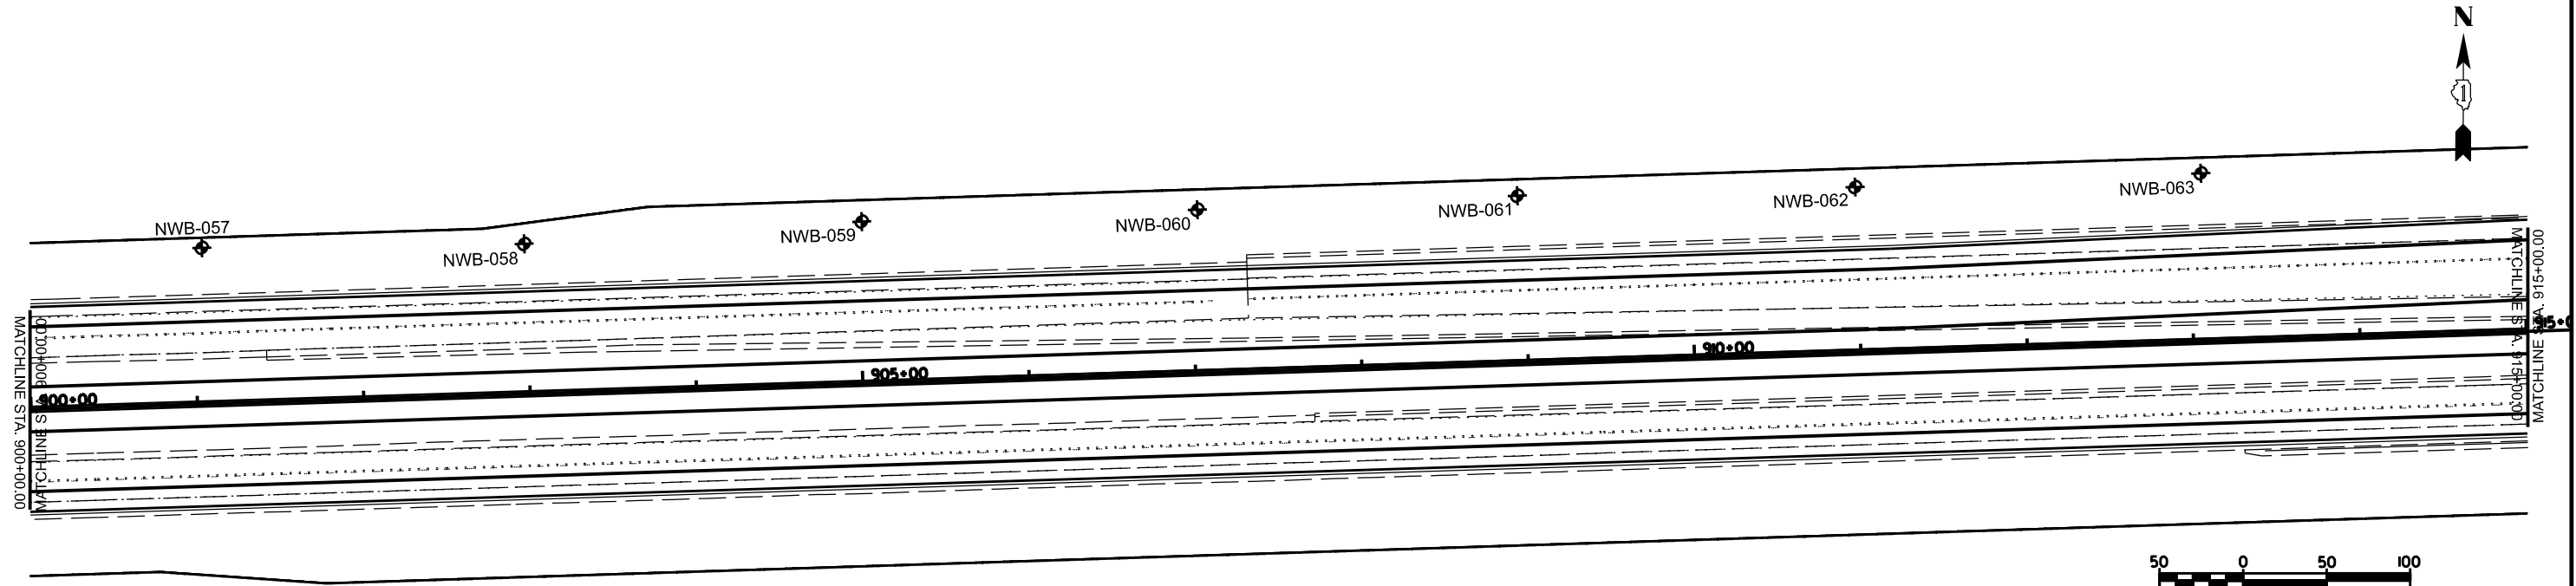 N
1
NWB-057
NWB-058
NWB-059
NWB-060
NWB-061
NWB-062
NWB-063
MATCHLINE STA. 900+00.00
MATCHLINE STA. 900+00.00
900+00
905+00
910+00
915+0
MATCHLINE STA. 915+00.00
MATCHLINE STA. 915+00.00
50 0 50 100